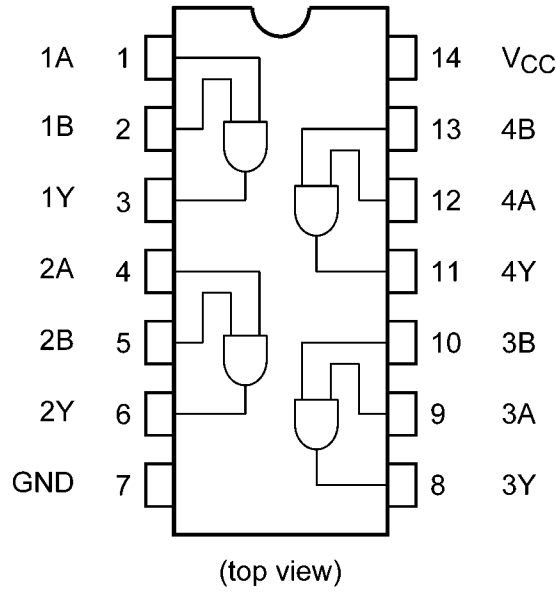 1A 1 14 VCC
1B 2 13 4B
1Y 3 12 4A
2A 4 11 4Y
2B 5 10 3B
2Y 6 9 3A
GND 7 8 3Y
(top view)